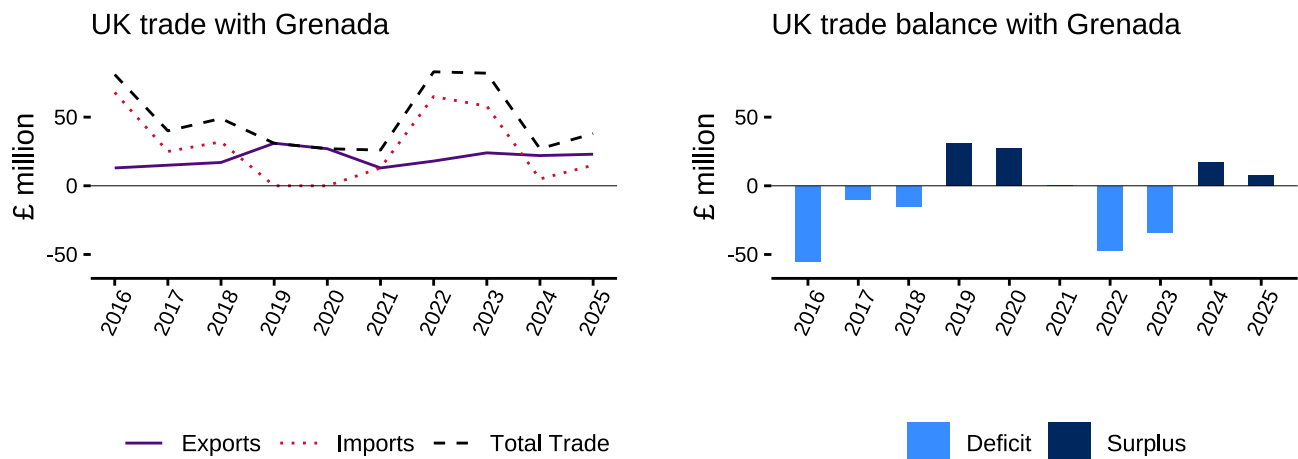 UK trade with Grenada
£ million
50
0
-50
2016 2017 2018 2019 2020 2021 2022 2023 2024 2025
Exports Imports Total Trade
UK trade balance with Grenada
£ million
50
0
-50
2016 2017 2018 2019 2020 2021 2022 2023 2024 2025
Deficit Surplus